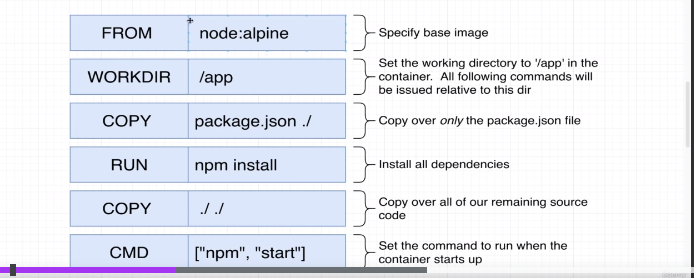 FROM node:alpine Specify base image
WORKDIR /app Set the working directory to '/app' in the
container. All following commands will
be issued relative to this dir
COPY package.json ./ Copy over only the package.json file
RUN npm install Install all dependencies
COPY ./ ./ Copy over all of our remaining source
code
CMD ["npm", "start"] Set the command to run when the
container starts up